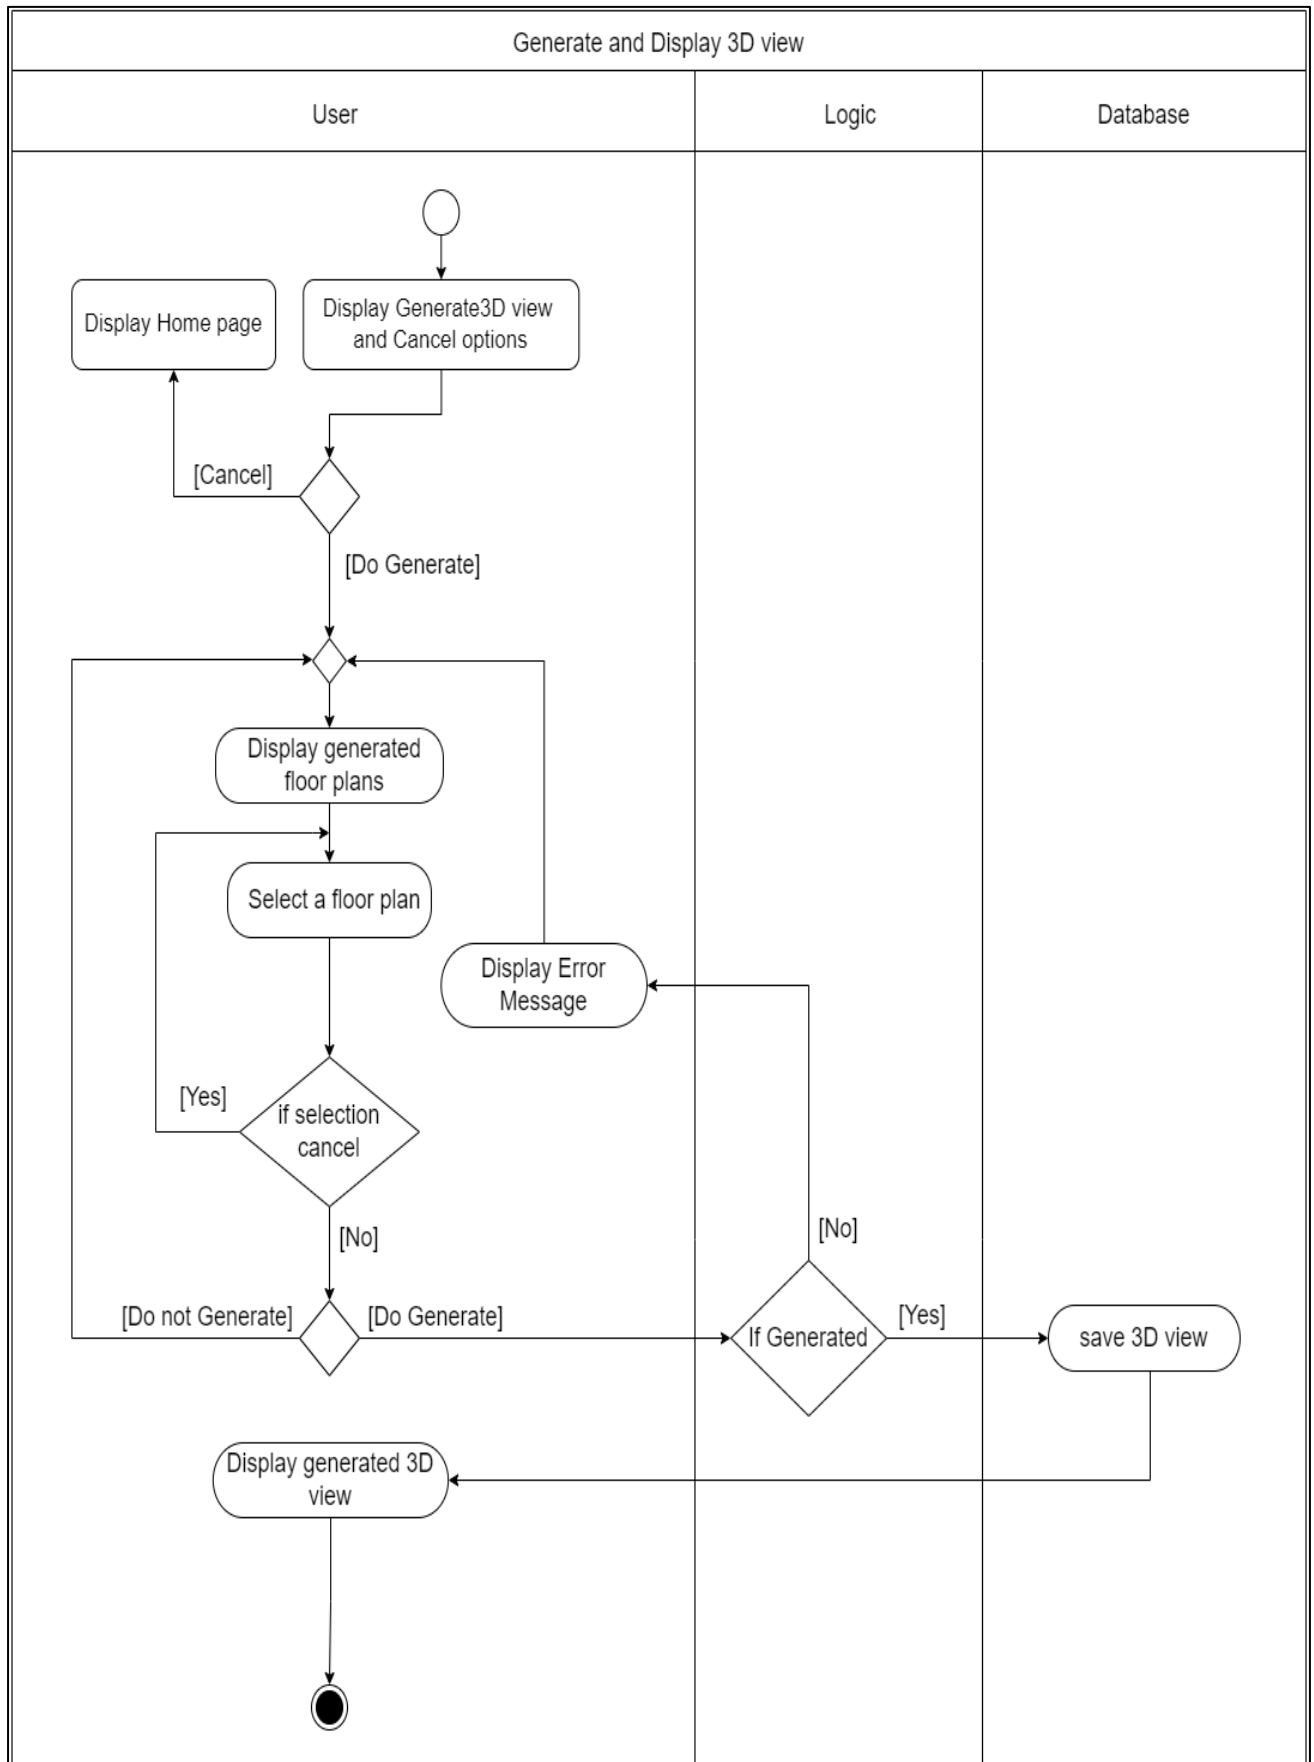 Generate and Display 3D view
User
Logic
Database
Display Home page
Display Generate3D view
and Cancel options
[Cancel]
[Do Generate]
Display generated
floor plans
Select a floor plan
Display Error
Message
[Yes]
if selection
cancel
[No]
[No]
[Do not Generate]
[Do Generate]
If Generated
[Yes]
save 3D view
Display generated 3D
view